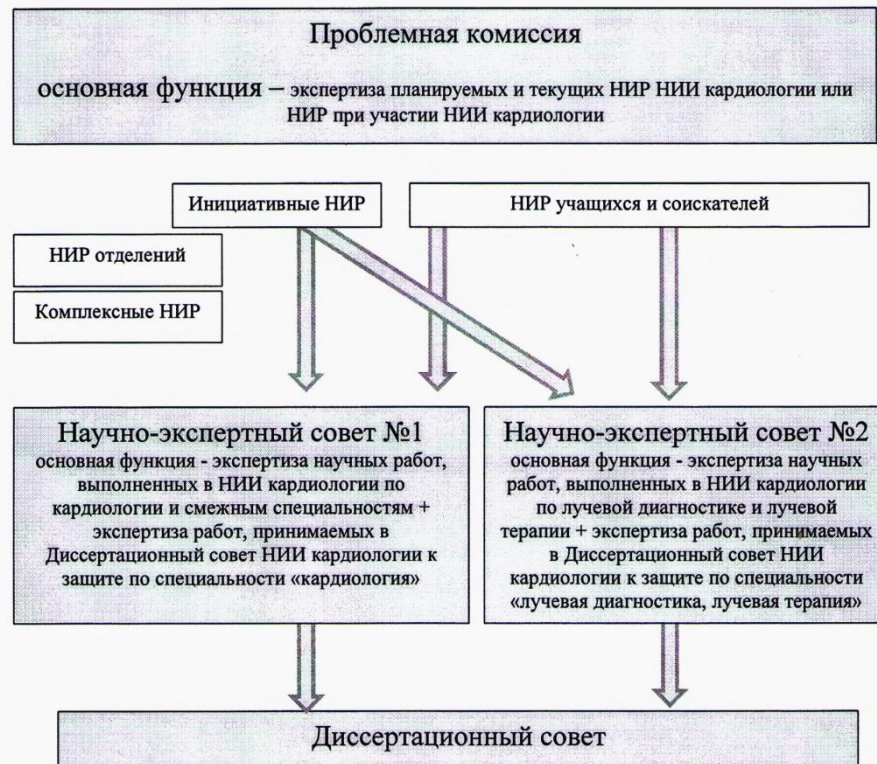 Проблемная комиссия
основная функция – экспертиза планируемых и текущих НИР НИИ кардиологии или
НИР при участии НИИ кардиологии
Инициативные НИР
НИР учащихся и соискателей
НИР отделений
Комплексные НИР
Научно-экспертный совет №1
основная функция - экспертиза научных работ,
выполненных в НИИ кардиологии по
кардиологии и смежным специальностям +
экспертиза работ, принимаемых в
Диссертационный совет НИИ кардиологии к
защите по специальности «кардиология»
Научно-экспертный совет №2
основная функция - экспертиза научных
работ, выполненных в НИИ кардиологии
по лучевой диагностике и лучевой
терапии + экспертиза работ, принимаемых
в Диссертационный совет НИИ
кардиологии к защите по специальности
«лучевая диагностика, лучевая терапия»
Диссертационный совет